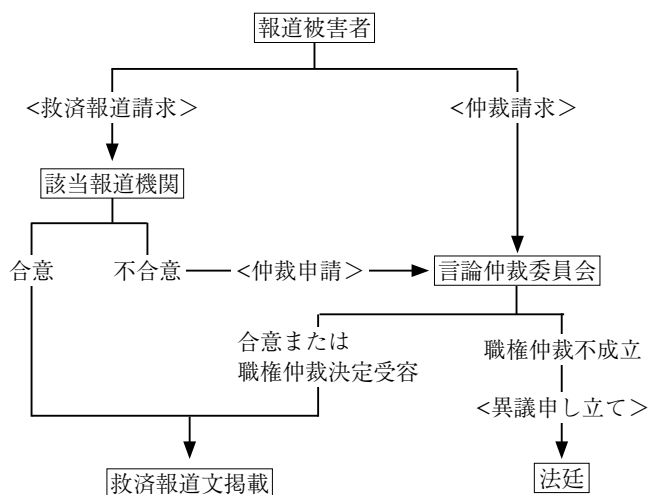 報道被害者
<救済報道請求>
<仲裁請求>
該当報道機関
合意
不合意
<仲裁申請>
言論仲裁委員会
合意または
職権仲裁決定受容
職権仲裁不成立
<異議申し立て>
救済報道文掲載
法廷